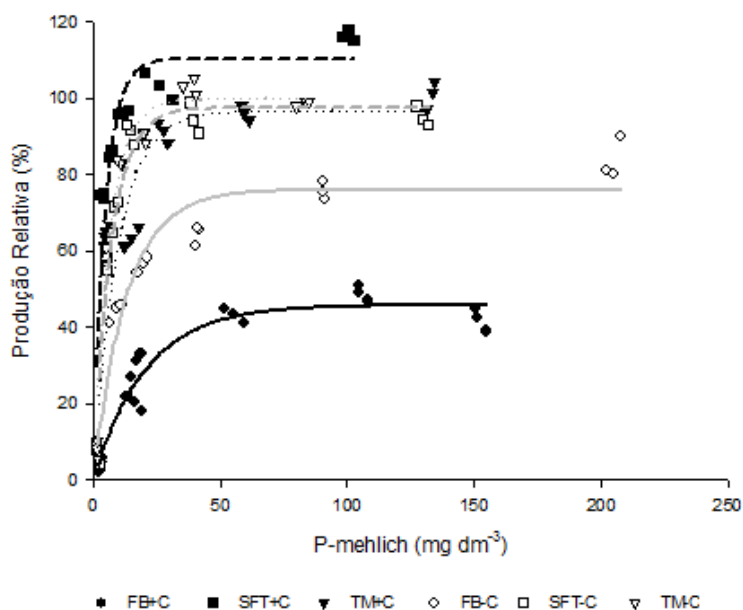 120
100
80
60
40
20
0
Produção Relativa (%)
0 50 100 150 200 250
P-mehlich (mg dm⁻³)
FB+C SFT+C TM+C FB-C SFT-C TM-C